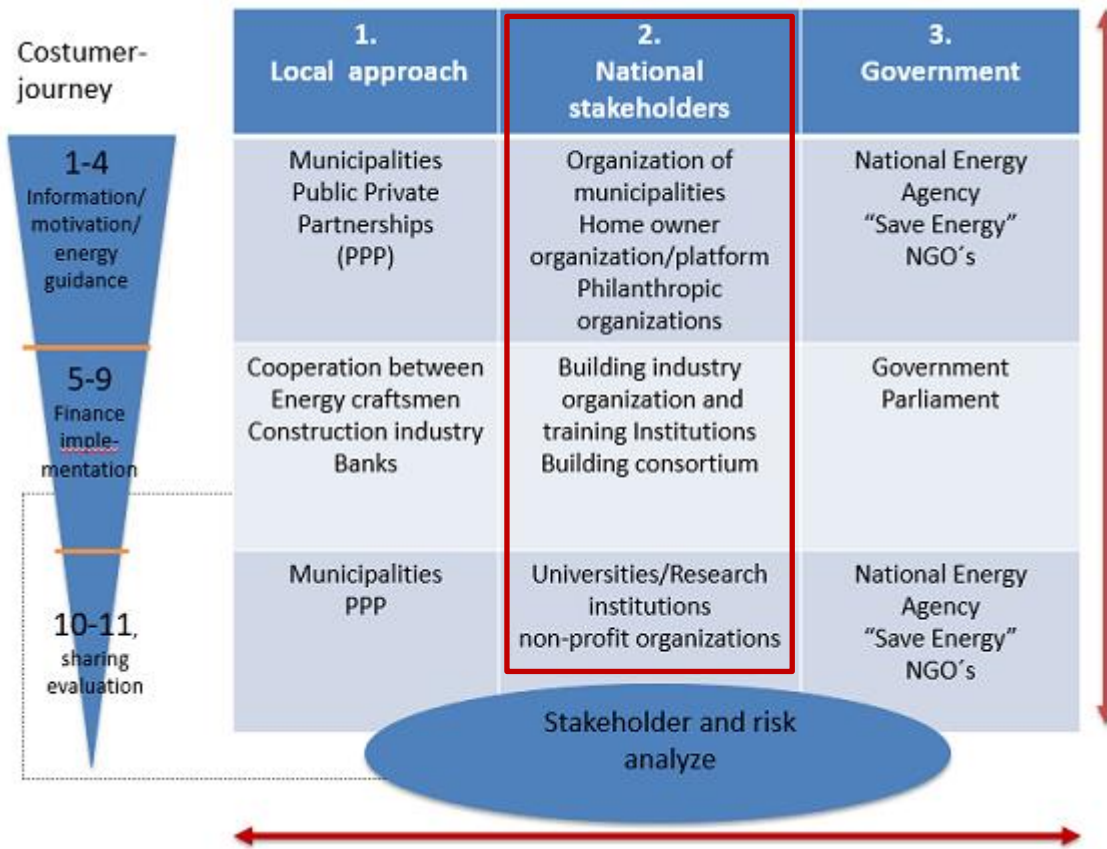 Costumer-
journey
1-4
Information/
motivation/
energy
guidance
5-9
Finance
imple-
mentation
10-11,
sharing
evaluation
1.
Local approach
2.
National
stakeholders
3.
Government
Municipalities
Public Private
Partnerships
(PPP)
Organization of
municipalities
Home owner
organization/platform
Philanthropic
organizations
National Energy
Agency
“Save Energy”
NGO´s
Cooperation between
Energy craftsmen
Construction industry
Banks
Building industry
organization and
training Institutions
Building consortium
Government
Parliament
Municipalities
PPP
Universities/Research
institutions
non-profit organizations
National Energy
Agency
“Save Energy”
NGO´s
Stakeholder and risk
analyze